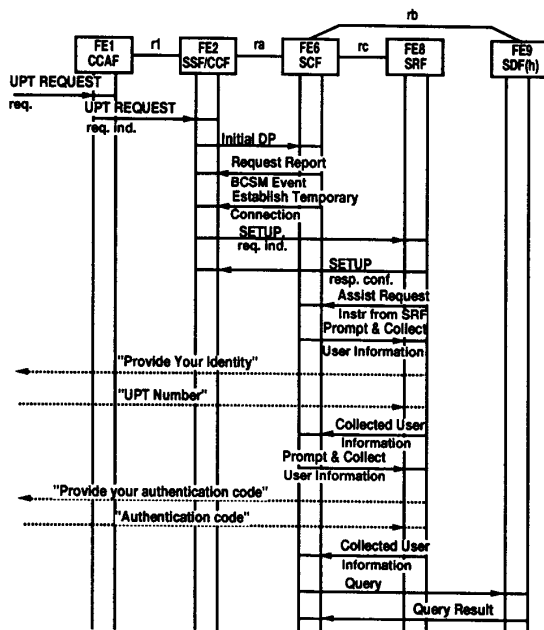 rb
FE1
CCAF
r1
FE2
SSF/CCF
ra
FE6
SCF
rc
FE8
SRF
FE9
SDF(h)
UPT REQUEST
req.
UPT REQUEST
req. ind.
Initial DP
Request Report
BCSM Event
Establish Temporary
Connection
SETUP
req. ind.
SETUP
resp. conf.
Assist Request
Instr from SRF
Prompt & Collect
User Information
"Provide Your Identity"
"UPT Number"
Collected User
Information
Prompt & Collect
User Information
"Provide your authentication code"
"Authentication code"
Collected User
Information
Query
Query Result